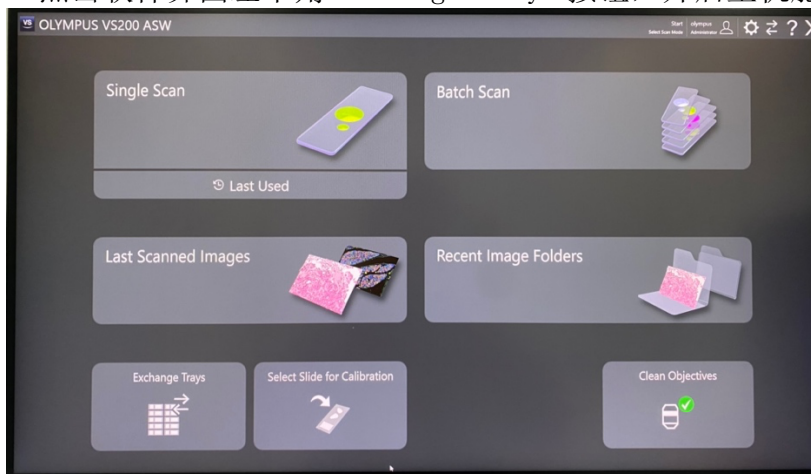 VS OLYMPUS VS200 ASW
Start olympus
Select Scan Mode Administrator
Single Scan
Batch Scan
Last Used
Last Scanned Images
Recent Image Folders
Exchange Trays
Select Slide for Calibration
Clean Objectives